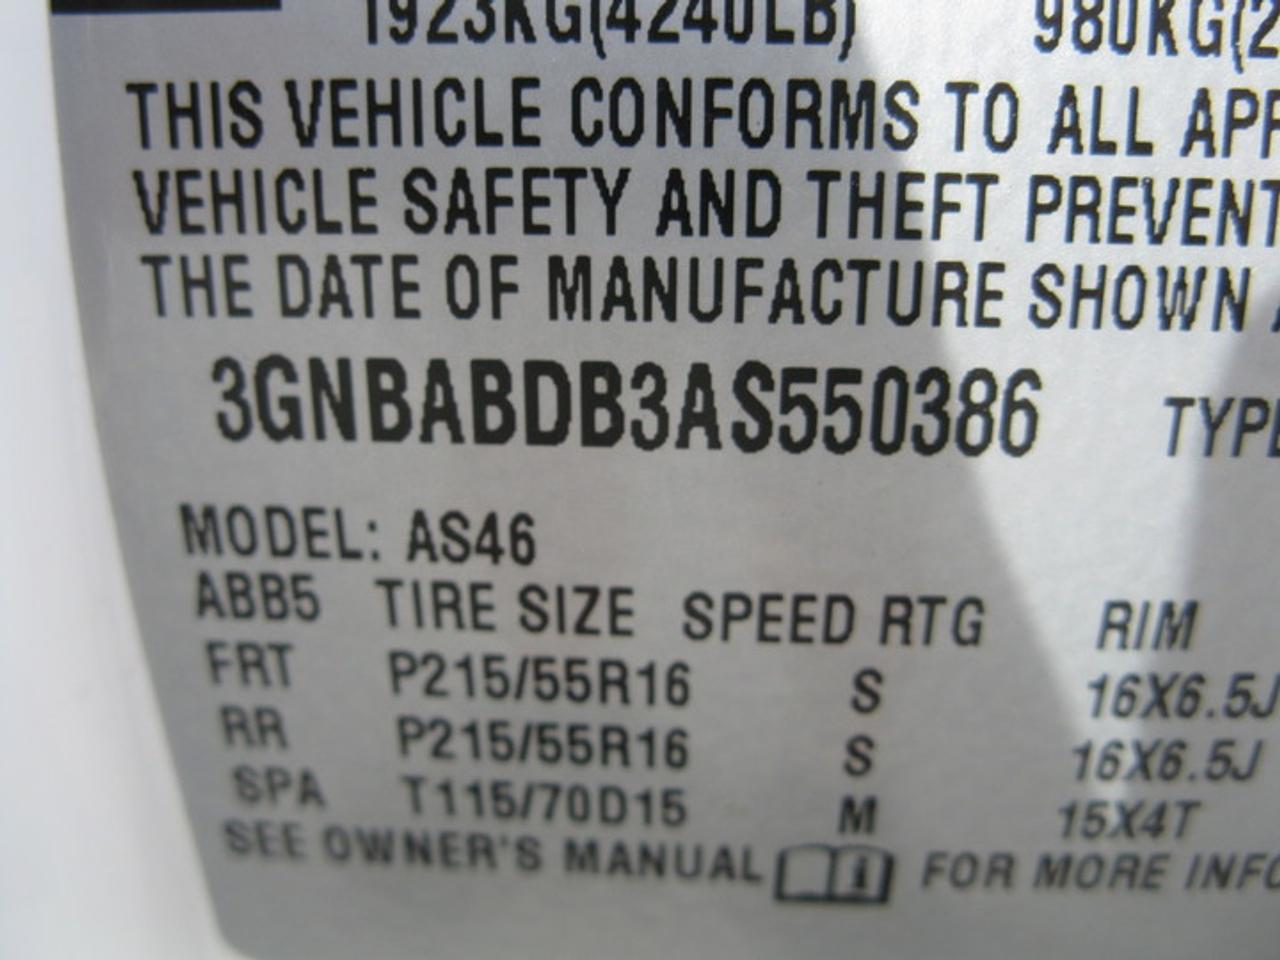 1923KG(4240LB) 980KG(2
THIS VEHICLE CONFORMS TO ALL APP
VEHICLE SAFETY AND THEFT PREVENT
THE DATE OF MANUFACTURE SHOWN A
3GNBABDB3AS550386 TYPE
MODEL: AS46
ABB5 TIRE SIZE SPEED RTG RIM
FRT P215/55R16 S 16X6.5J
RR P215/55R16 S 16X6.5J
SPA T115/70D15 M 15X4T
SEE OWNER'S MANUAL FOR MORE INFO